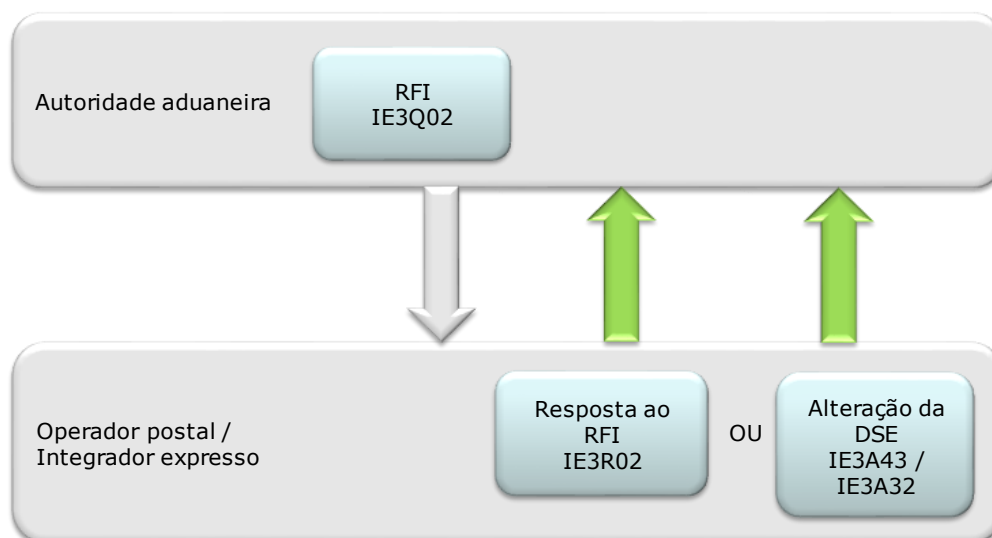 Autoridade aduaneira
RFI
IE3Q02
Operador postal /
Integrador expresso
Resposta ao
RFI
IE3R02
OU
Alteração da
DSE
IE3A43 /
IE3A32